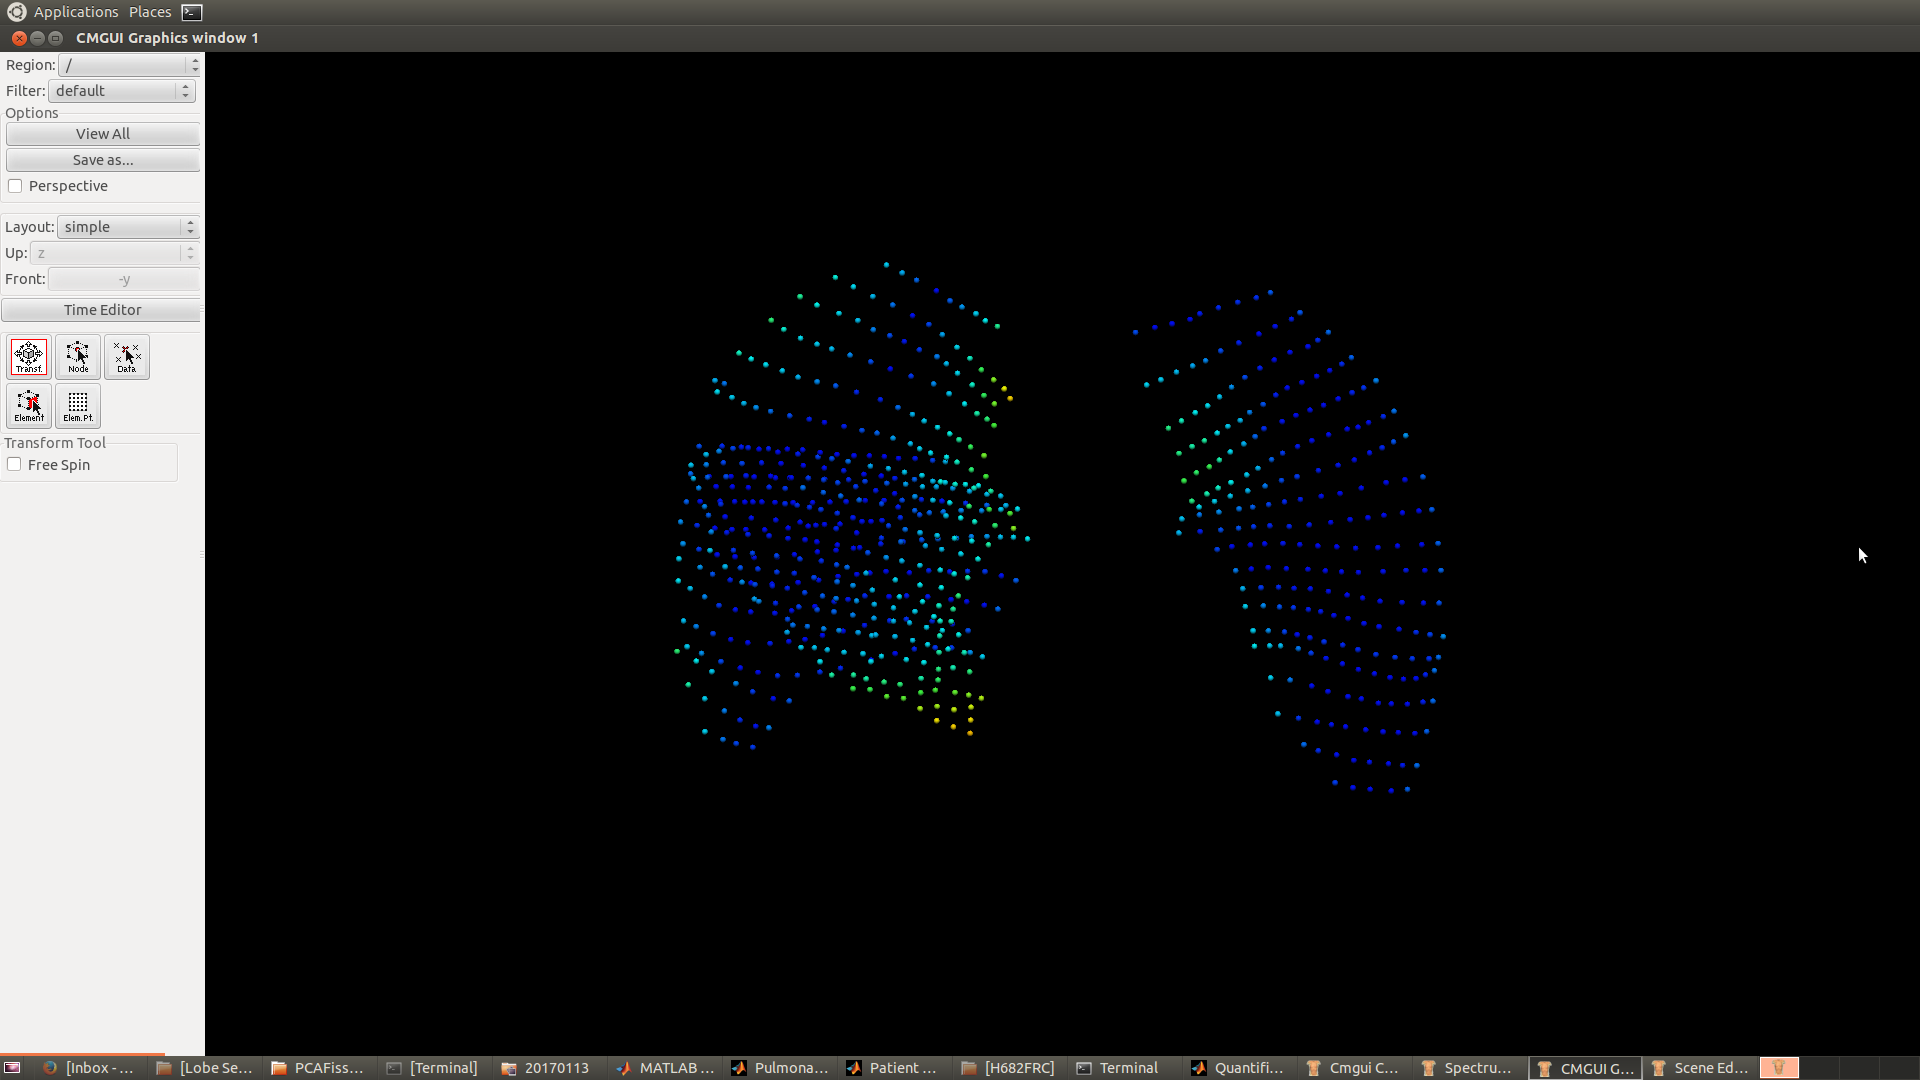 Applications Places
CMGUI Graphics window 1
Region: /
Filter: default
Options
View All
Save as...
Perspective
Layout: simple
Up: z
Front: -y
Time Editor
Transf. Node Data
Element Elem.Pt.
Transform Tool
Free Spin
[Inbox - ... [Lobe Se... PCAFiss... [Terminal] 20170113 MATLAB ... Pulmona... Patient ... [H682FRC] Terminal Quantifi... Cmgui C... Spectru... CMGUI G... Scene Ed...